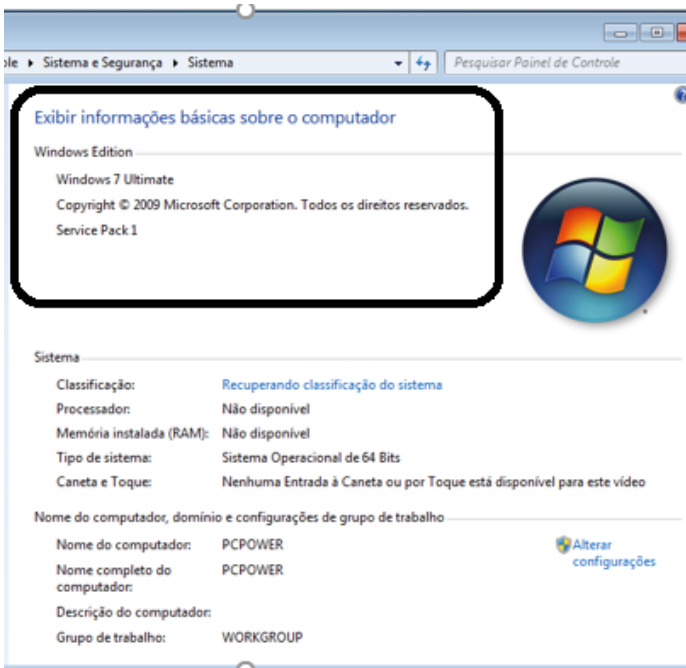 Sistema e Segurança Sistema Pesquisar Painel de Controle
Exibir informações básicas sobre o computador
Windows Edition
Windows 7 Ultimate
Copyright © 2009 Microsoft Corporation. Todos os direitos reservados.
Service Pack 1
Sistema
Classificação: Recuperando classificação do sistema
Processador: Não disponível
Memória instalada (RAM): Não disponível
Tipo de sistema: Sistema Operacional de 64 Bits
Caneta e Toque: Nenhuma Entrada à Caneta ou por Toque está disponível para este vídeo
Nome do computador, domínio e configurações de grupo de trabalho
Nome do computador: PCPOWER Alterar
configurações
Nome completo do PCPOWER
computador:
Descrição do computador:
Grupo de trabalho: WORKGROUP